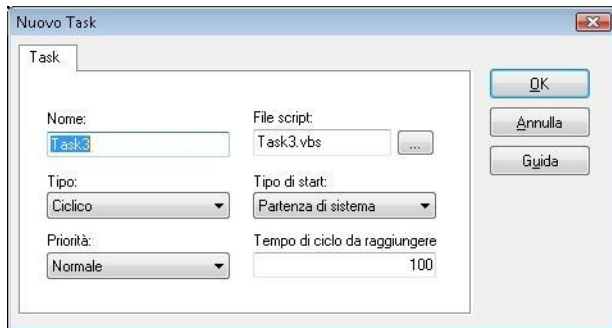 Nuovo Task
Task
Nome:
Task3
File script:
Task3.vbs
...
Tipo:
Ciclico
Tipo di start:
Partenza di sistema
Priorità:
Normale
Tempo di ciclo da raggiungere
100
OK
Annulla
Guida